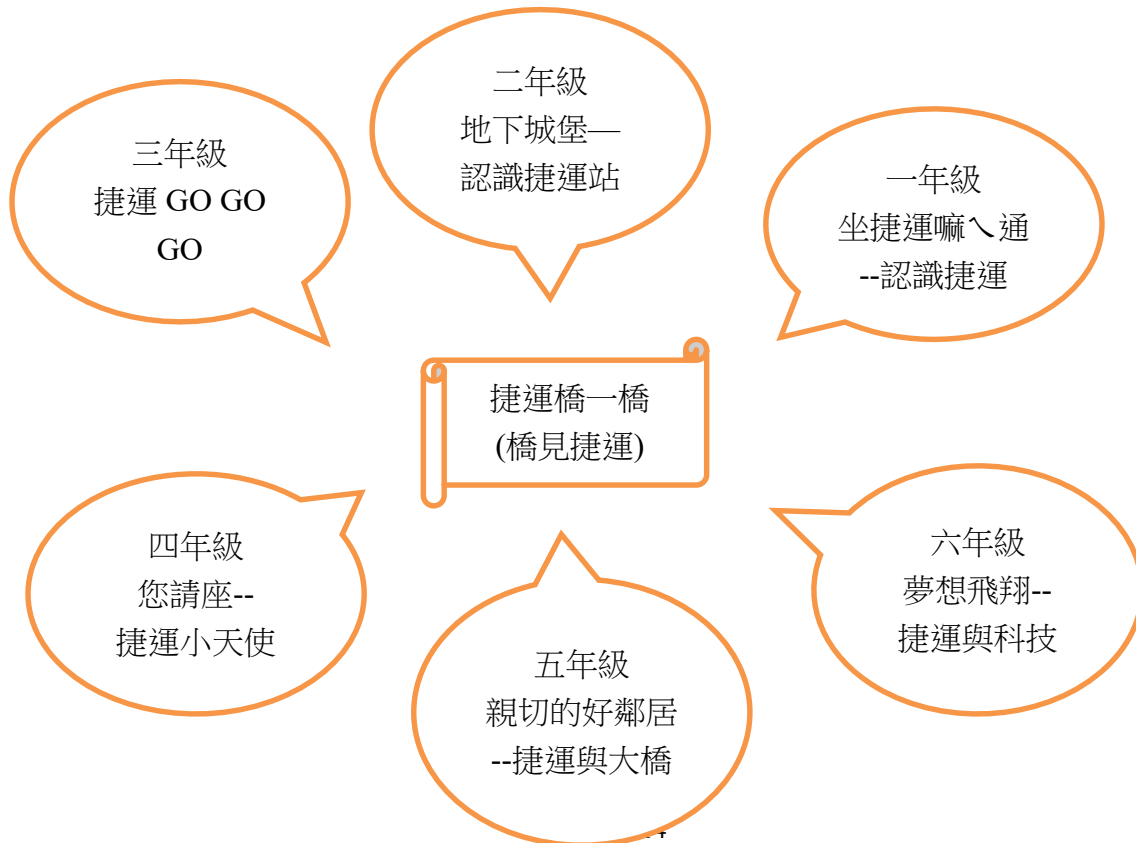 二年級
地下城堡—
認識捷運站
三年級
捷運 GO GO
GO
一年級
坐捷運嘛ㄟ通
--認識捷運
捷運橋一橋
(橋見捷運)
四年級
您請座--
捷運小天使
六年級
夢想飛翔--
捷運與科技
五年級
親切的好鄰居
--捷運與大橋